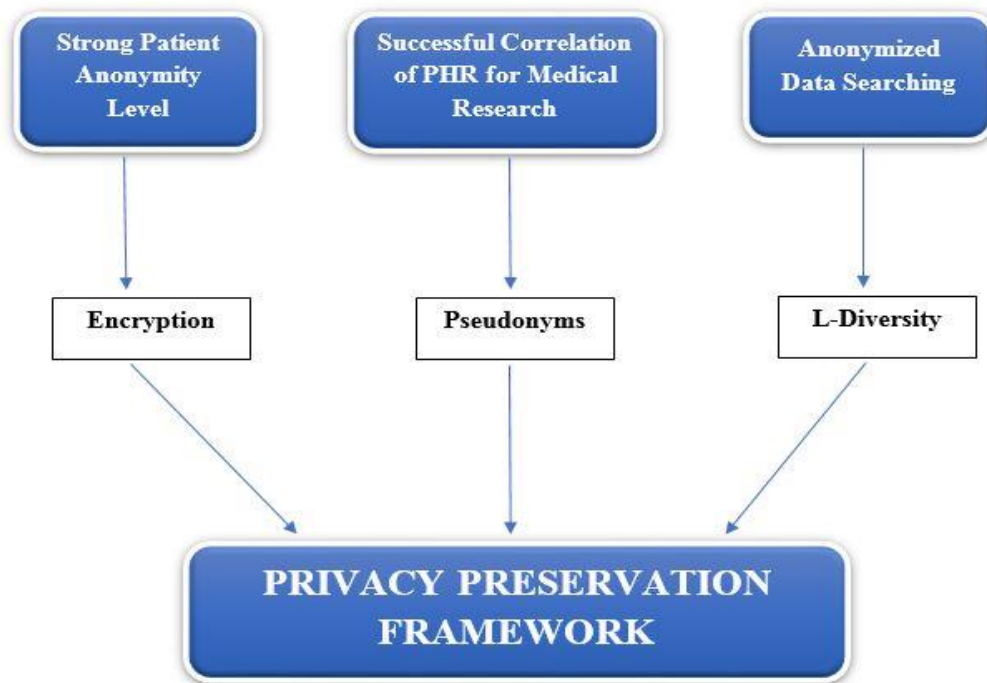 Strong Patient
Anonymity
Level
Successful Correlation
of PHR for Medical
Research
Anonymized
Data Searching
Encryption
Pseudonyms
L-Diversity
PRIVACY PRESERVATION
FRAMEWORK